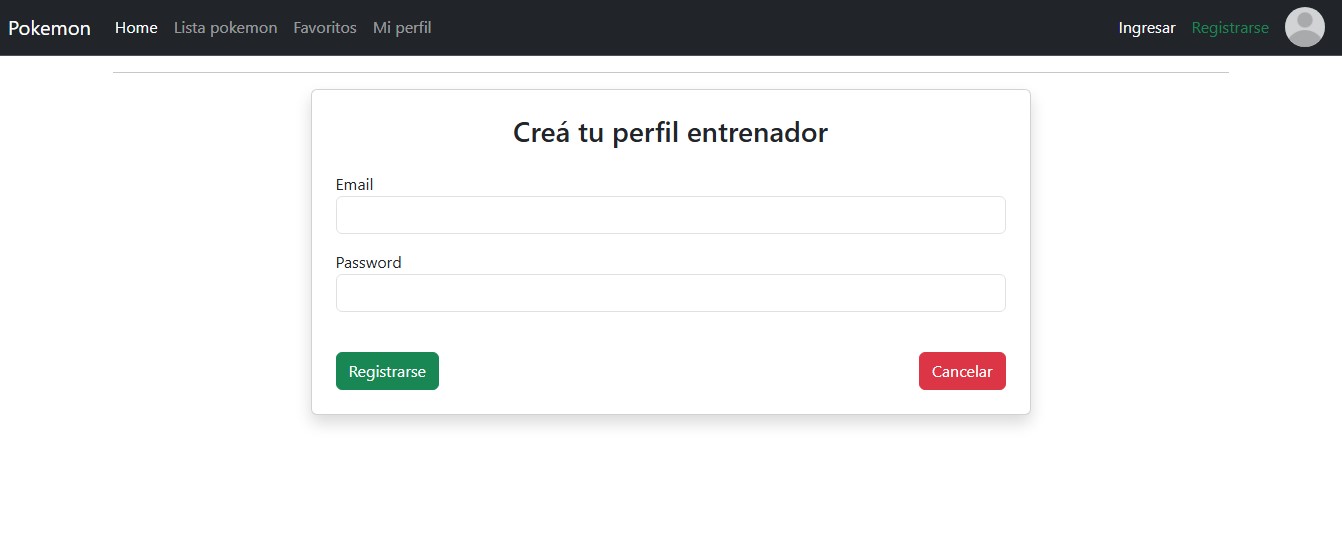 Pokemon Home Lista pokemon Favoritos Mi perfil Ingresar Registrarse
Creá tu perfil entrenador
Email
Password
Registrarse Cancelar